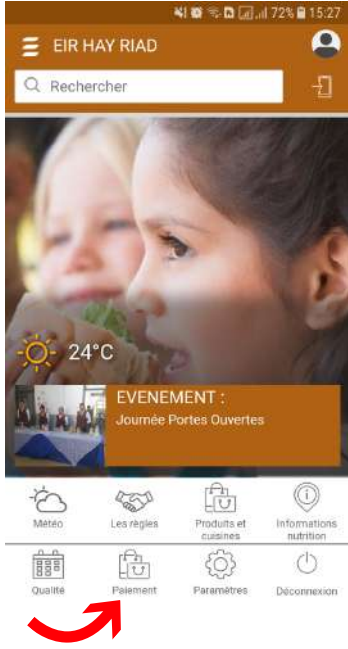 72% 15:27
EIR HAY RIAD
Rechercher
24°C
EVENEMENT :
Journée Portes Ouvertes
Météo Les règles Produits et cuisines Informations nutrition
Qualité Paiement Paramètres Déconnexion